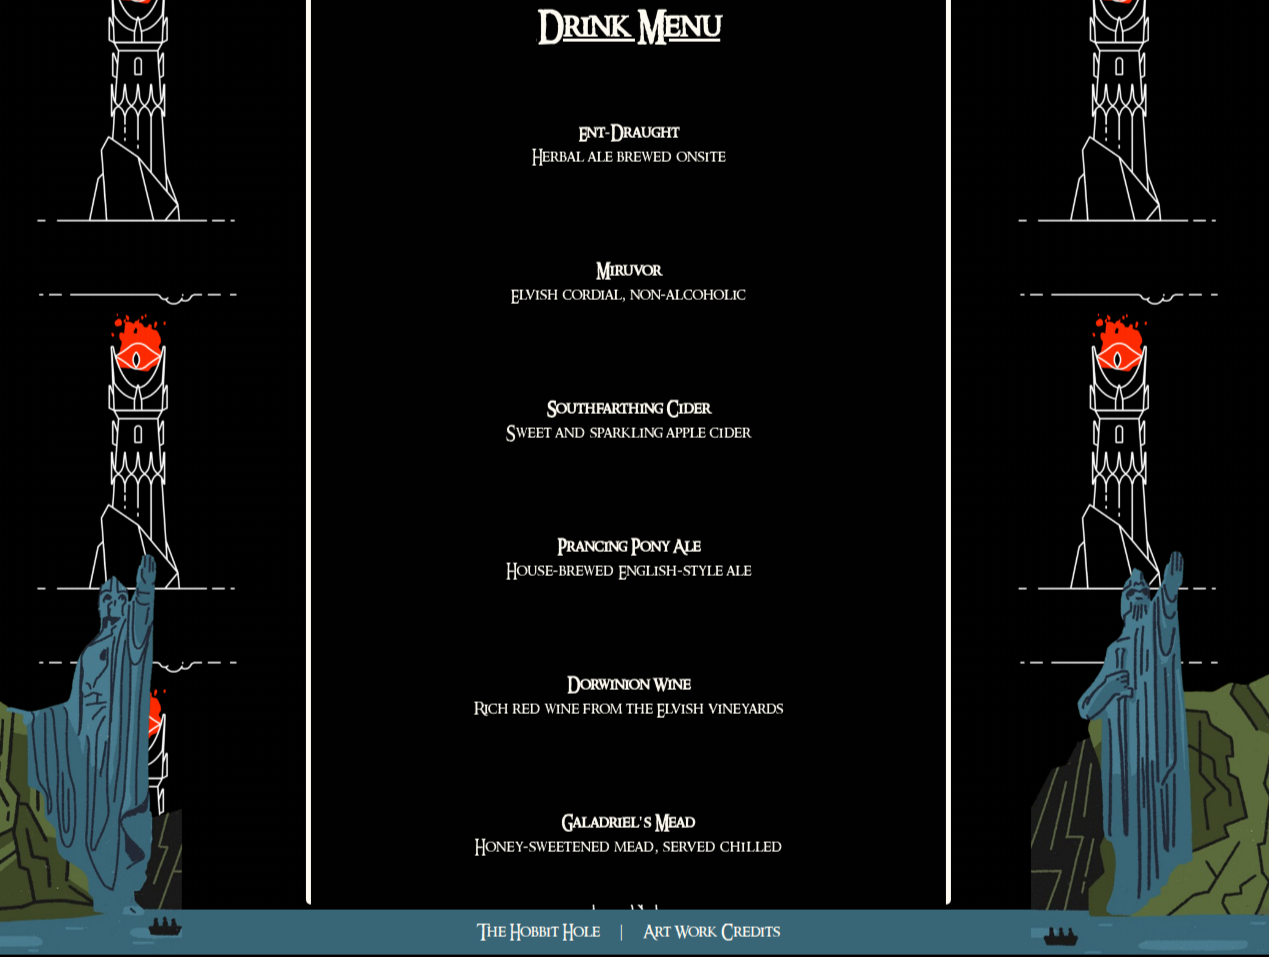 Drink Menu
Ent-Draught
Herbal ale brewed onsite
Miruvor
Elvish cordial, non-alcoholic
Southfarthing Cider
Sweet and sparkling apple cider
Prancing Pony Ale
House-brewed English-style ale
Dorwinion Wine
Rich red wine from the Elvish vineyards
Galadriel's Mead
Honey-sweetened mead, served chilled
The Hobbit Hole | Art Work Credits